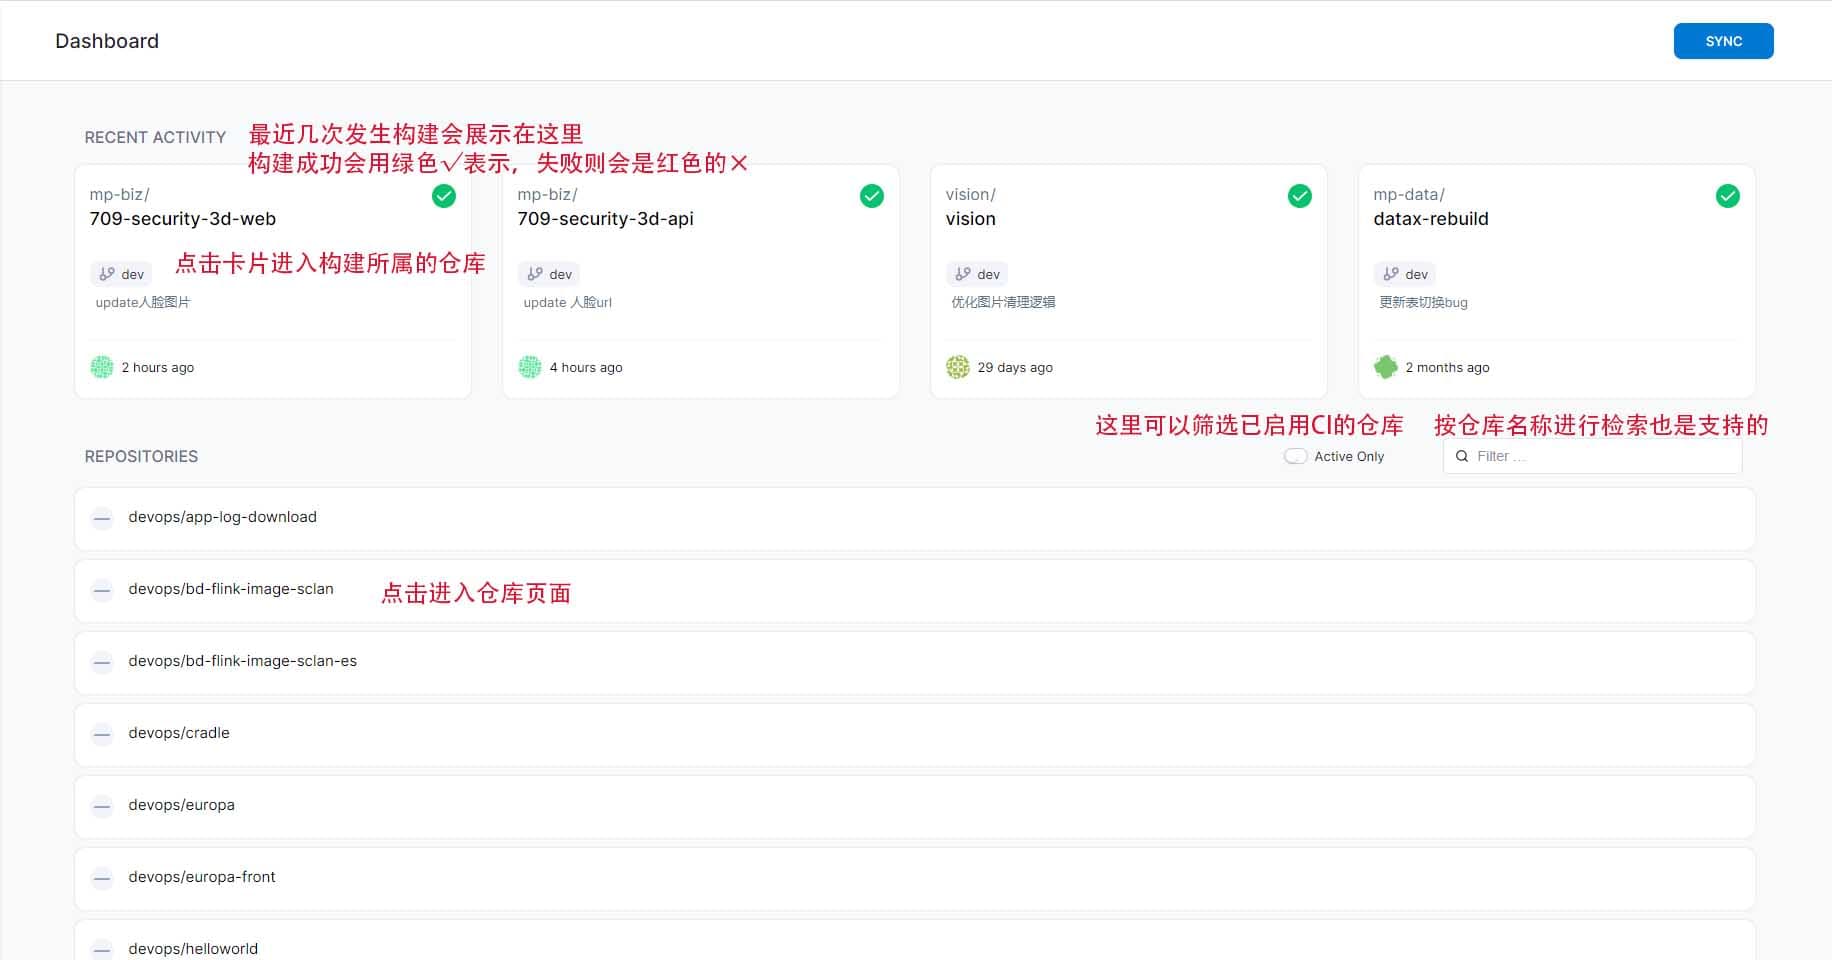 Dashboard
SYNC
RECENT ACTIVITY
最近几次发生构建会展示在这里
构建成功会用绿色√表示，失败则会是红色的×
mp-biz/
709-security-3d-web
点击卡片进入构建所属的仓库
dev
update人脸图片
2 hours ago
mp-biz/
709-security-3d-api
dev
update 人脸url
4 hours ago
vision/
vision
dev
优化图片清理逻辑
29 days ago
mp-data/
datax-rebuild
dev
更新表切换bug
2 months ago
这里可以筛选已启用CI的仓库
按仓库名称进行检索也是支持的
REPOSITORIES
Active Only
Filter ...
devops/app-log-download
devops/bd-flink-image-sclan
点击进入仓库页面
devops/bd-flink-image-sclan-es
devops/cradle
devops/europa
devops/europa-front
devops/helloworld